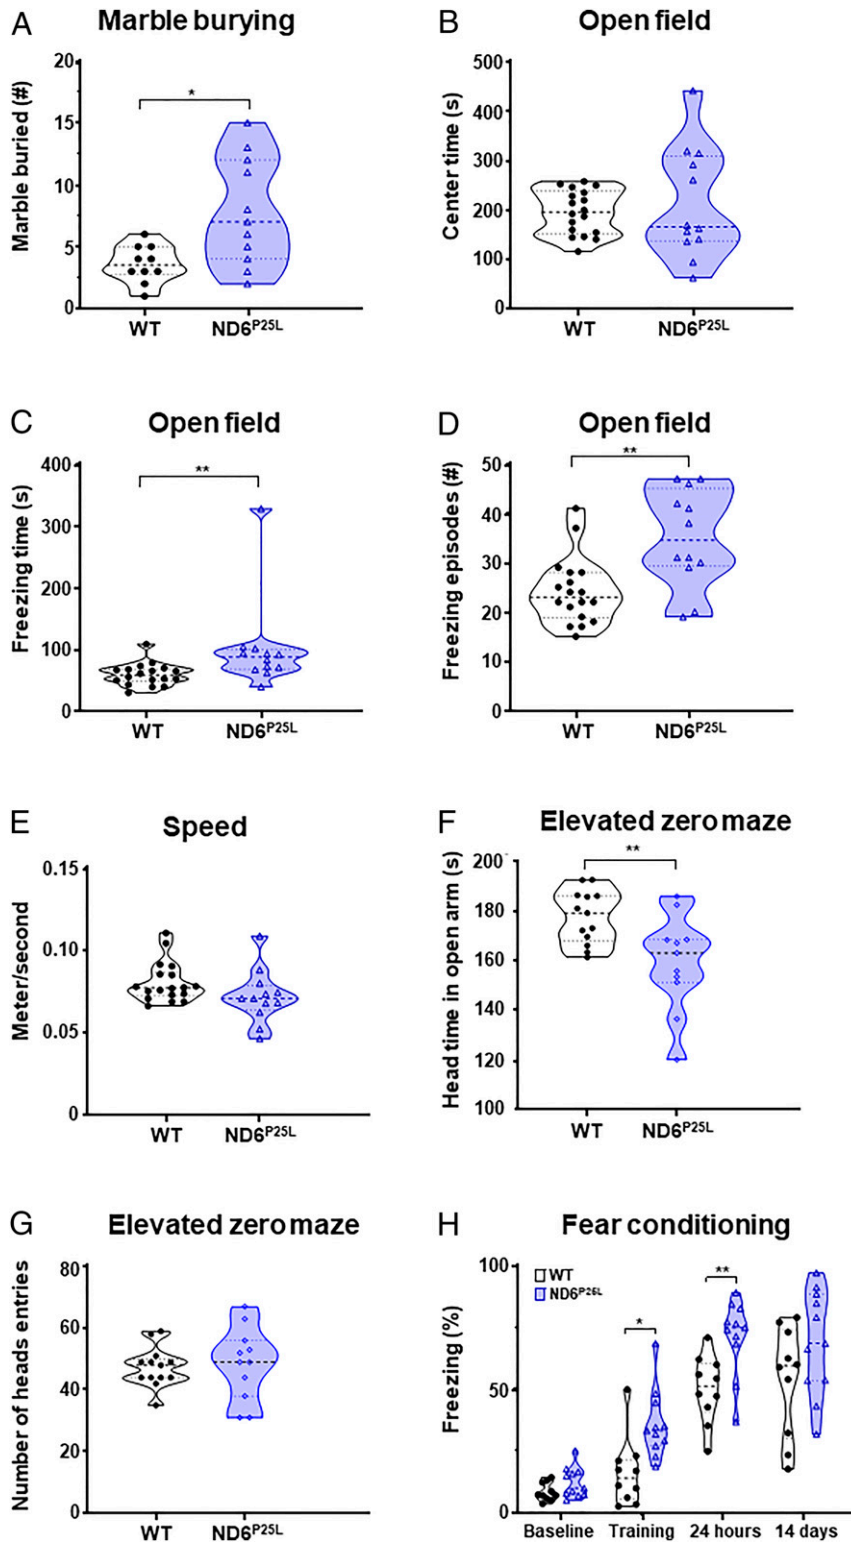 A Marble burying
Marble buried (#)
20
*
15
10
5
0
WT ND6P25L
B Open field
Center time (s)
500
400
300
200
100
0
WT ND6P25L
C Open field
Freezing time (s)
400
**
300
200
100
0
WT ND6P25L
D Open field
Freezing episodes (#)
**
50
40
30
20
10
0
WT ND6P25L
E Speed
Meter/second
0.15
0.10
0.05
0
WT ND6P25L
F Elevated zero maze
Head time in open arm (s)
**
200
180
160
140
120
100
WT ND6P25L
G Elevated zero maze
Number of heads entries
80
60
40
20
0
WT ND6P25L
H Fear conditioning
Freezing (%)
100
WT
ND6P25L
**
*
50
0
Baseline Training 24 hours 14 days